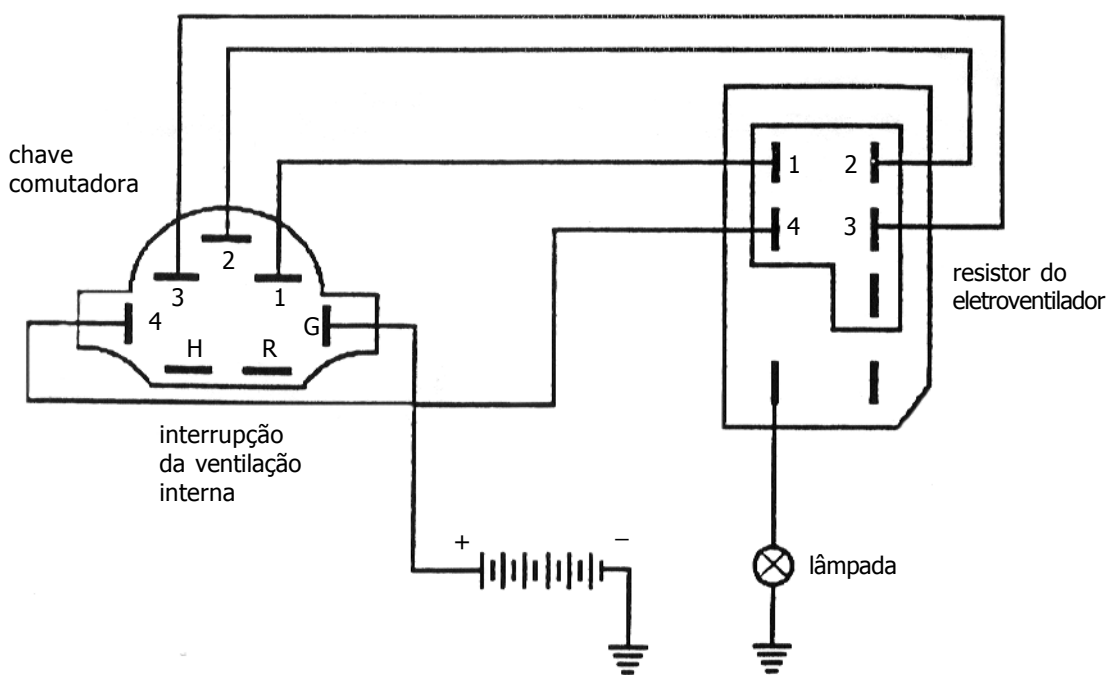 chave
comutadora
2
3
1
4
G
H
R
interrupção
da ventilação
interna
+
−
1
2
4
3
resistor do
eletroventilador
lâmpada